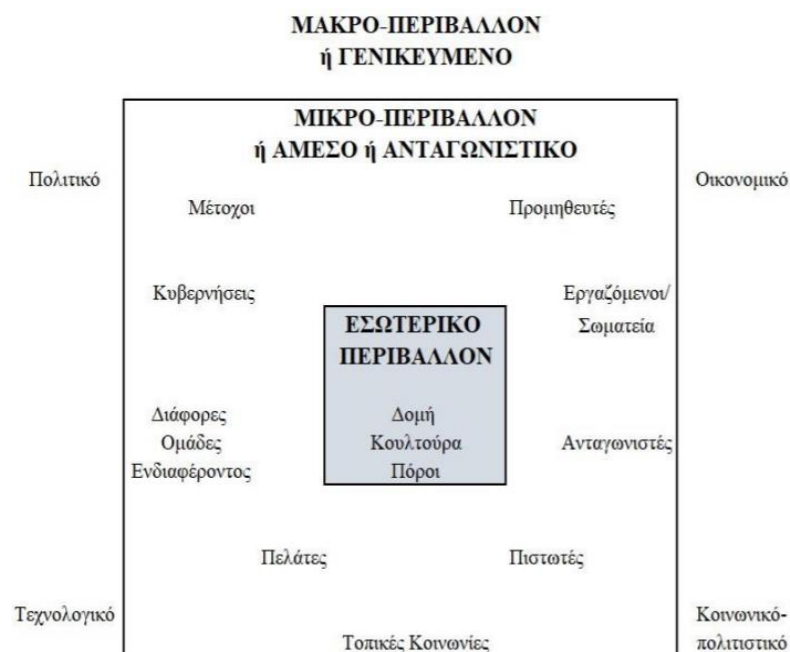 ΜΑΚΡΟ-ΠΕΡΙΒΑΛΛΟΝ
ή ΓΕΝΙΚΕΥΜΕΝΟ
ΜΙΚΡΟ-ΠΕΡΙΒΑΛΛΟΝ
ή ΑΜΕΣΟ ή ΑΝΤΑΓΩΝΙΣΤΙΚΟ
Πολιτικό
Οικονομικό
Μέτοχοι
Προμηθευτές
Κυβερνήσεις
Εργαζόμενοι/
Σωματεία
ΕΣΩΤΕΡΙΚΟ
ΠΕΡΙΒΑΛΛΟΝ
Διάφορες
Ομάδες
Ενδιαφέροντος
Δομή
Κουλτούρα
Πόροι
Ανταγωνιστές
Πελάτες
Πιστωτές
Τεχνολογικό
Κοινωνικό-
πολιτιστικό
Τοπικές Κοινωνίες